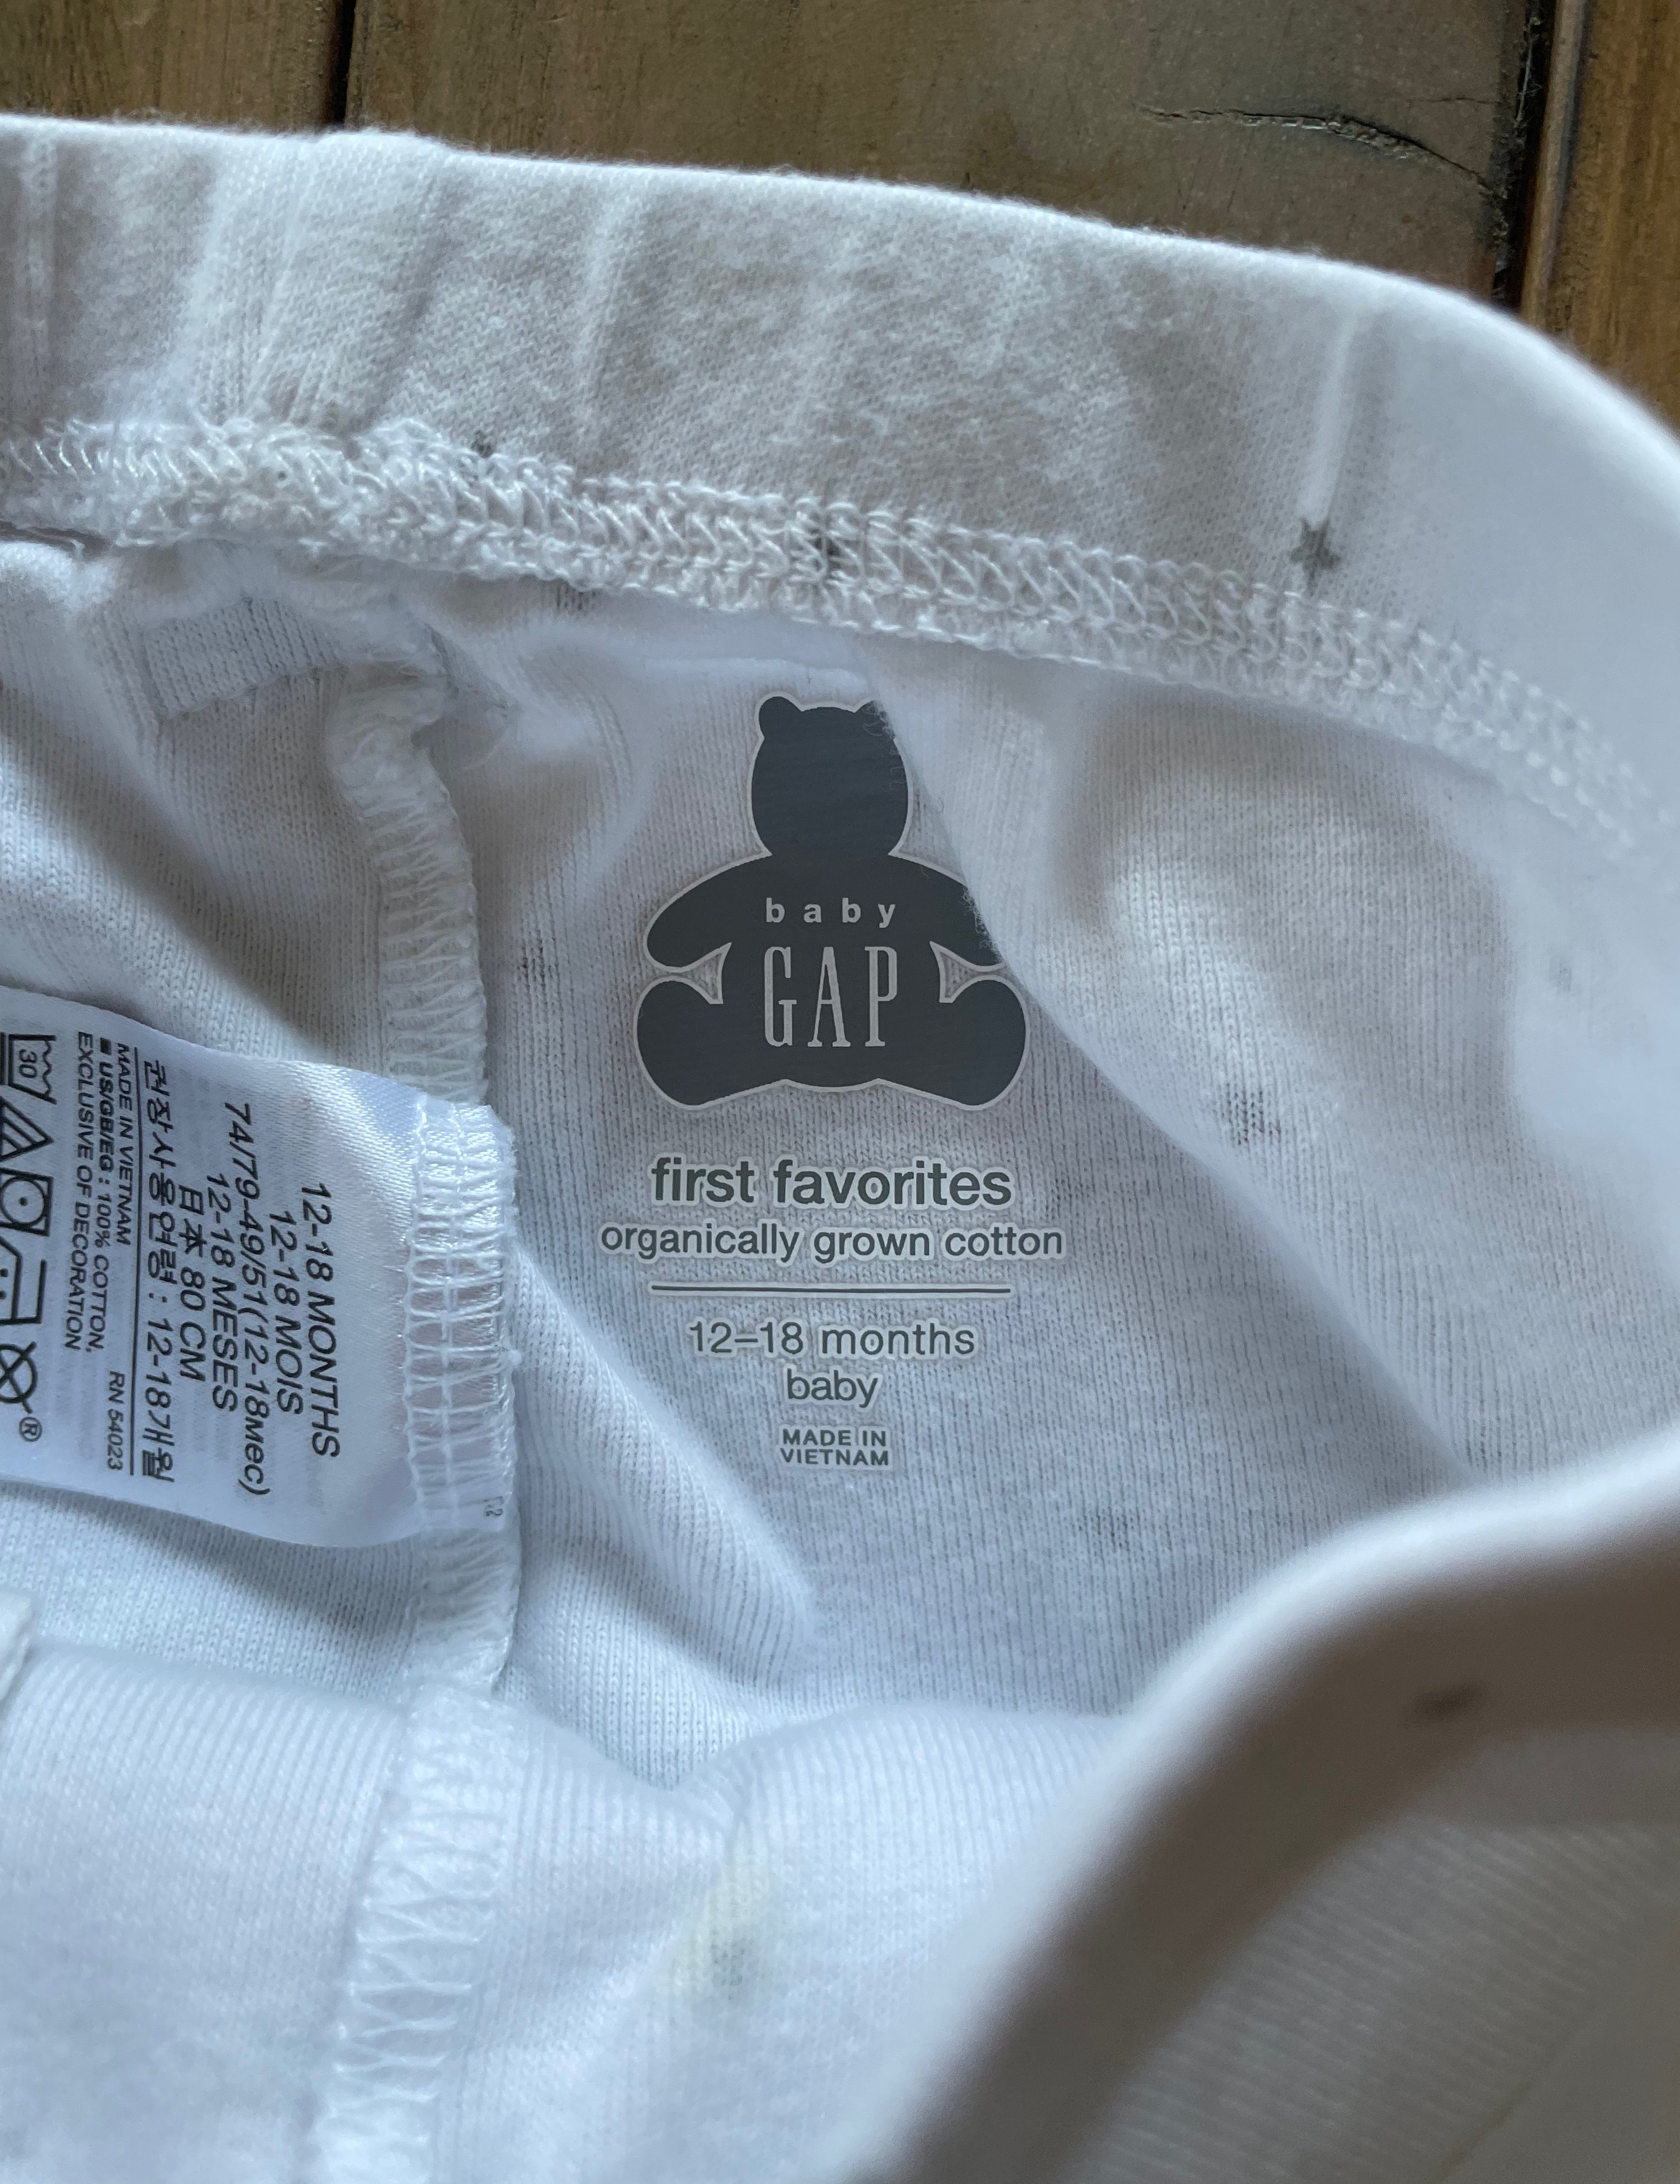 baby
GAP
first favorites
organically grown cotton
12–18 months
baby
MADE IN
VIETNAM
12-18 MONTHS
12-18 MOIS
74/79-49/51(12-18мес)
12-18 MESES
日本 80 CM
권장사용연령 : 12-18개월
MADE IN VIETNAM RN 54023
■ US/GB/EG : 100% COTTON,
EXCLUSIVE OF DECORATION
30
®